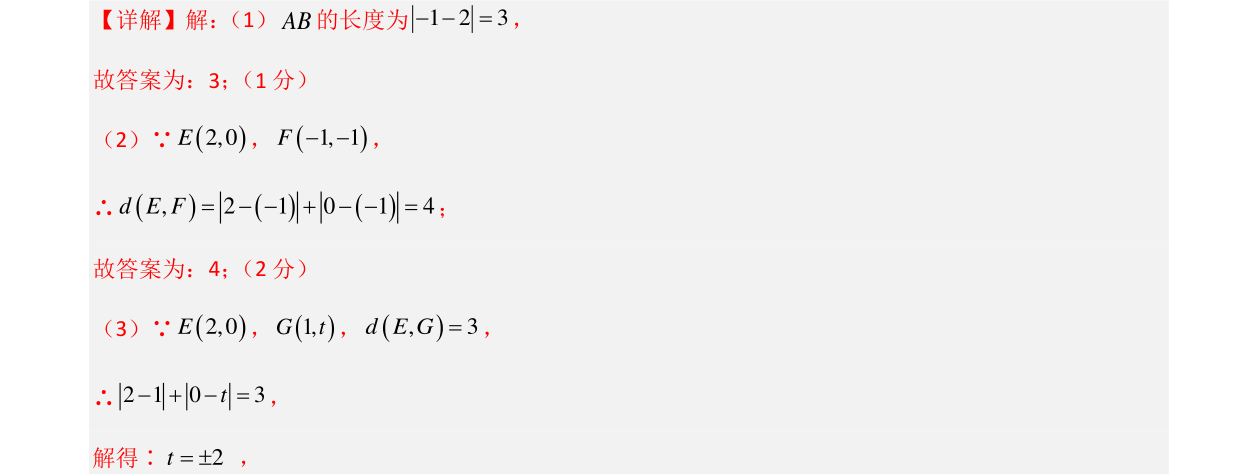 【详解】解：（1）AB的长度为|−1−2|=3，
故答案为：3；（1分）
（2）∵E(2,0)，F(−1,−1)，
∴d(E,F)=|2−(−1)|+|0−(−1)|=4；
故答案为：4；（2分）
（3）∵E(2,0)，G(1,t)，d(E,G)=3，
∴|2−1|+|0−t|=3，
解得：t=±2，